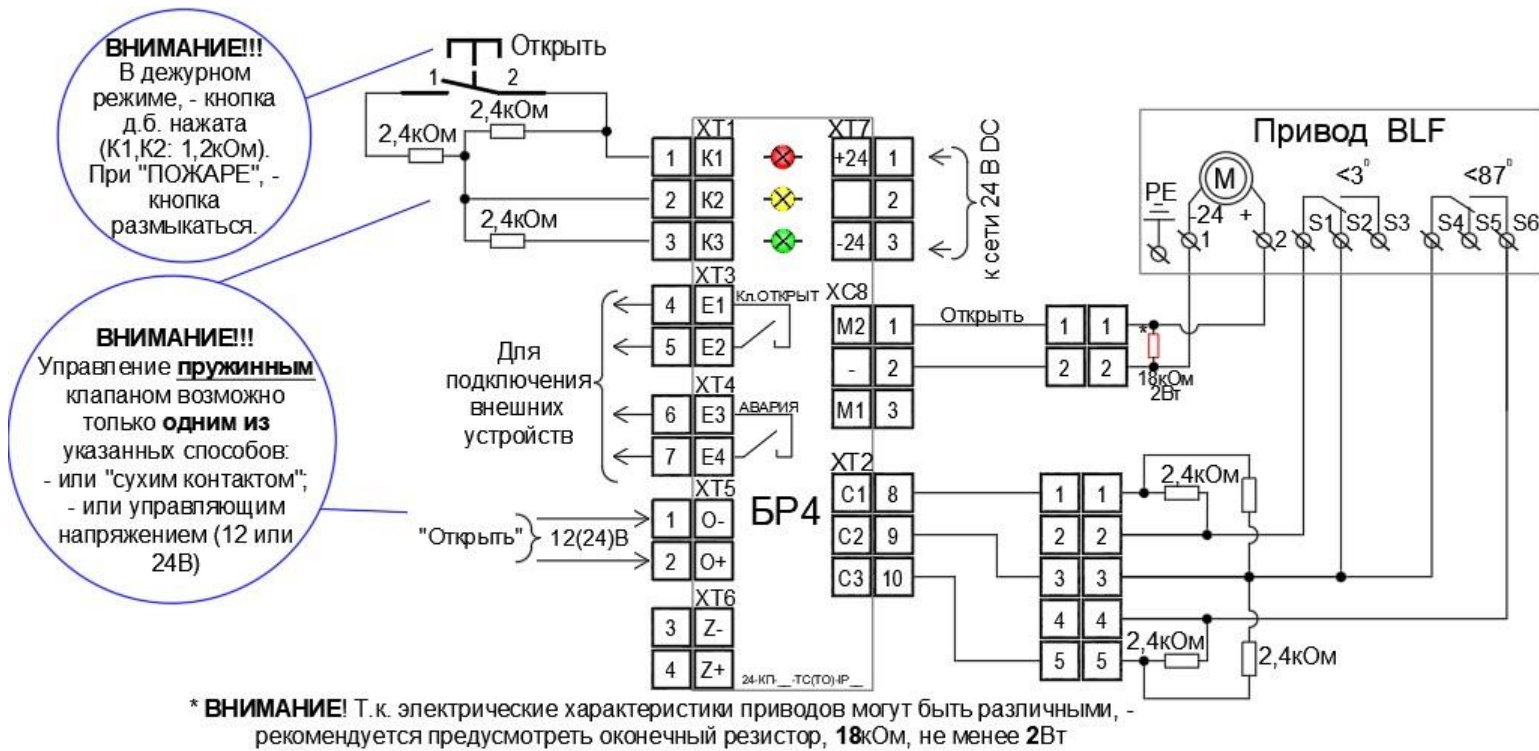 ВНИМАНИЕ!!!
В дежурном
режиме, - кнопка
д.б. нажата
(К1,К2: 1,2кОм).
При "ПОЖАРЕ", -
кнопка
размыкаться.
ВНИМАНИЕ!!!
Управление пружинным
клапаном возможно
только одним из
указанных способов:
- или "сухим контактом";
- или управляющим
напряжением (12 или
24В)
Открыть
1 2
2,4кОм
2,4кОм
2,4кОм
XT1
1 К1
2 К2
3 К3
XT3
4 E1
5 E2
Кл.ОТКРЫТ
XT4
6 E3
7 E4
АВАРИЯ
Для
подключения
внешних
устройств
XT5
1 O-
2 O+
"Открыть" 12(24)В
XT6
3 Z-
4 Z+
24-КП-__-ТС(ТО)-IP__
БР4
XT7
+24 1
2
-24 3
к сети 24 В DC
XC8
M2 1
- 2
M1 3
Открыть
1 1
2 2
*
18кОм
2Вт
XT2
C1 8
C2 9
C3 10
1 1
2 2
3 3
4 4
5 5
2,4кОм
2,4кОм
2,4кОм
Привод BLF
PE
M
-24 +
1 2
<3°
S1 S2 S3
<87°
S4 S5 S6
* ВНИМАНИЕ! Т.к. электрические характеристики приводов могут быть различными, -
рекомендуется предусмотреть оконечный резистор, 18кОм, не менее 2Вт